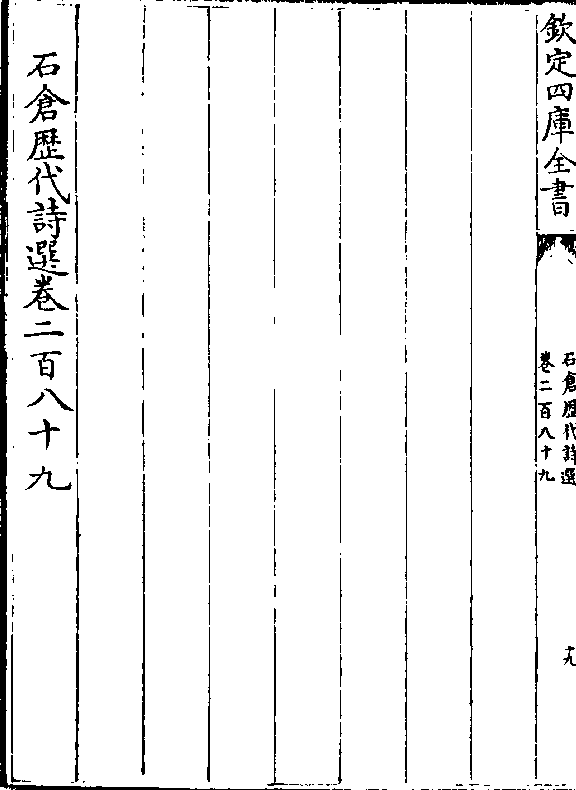 欽定四庫全書
石倉歷代詩選
卷二百八十九
十九
石倉歷代詩選卷二百八十九